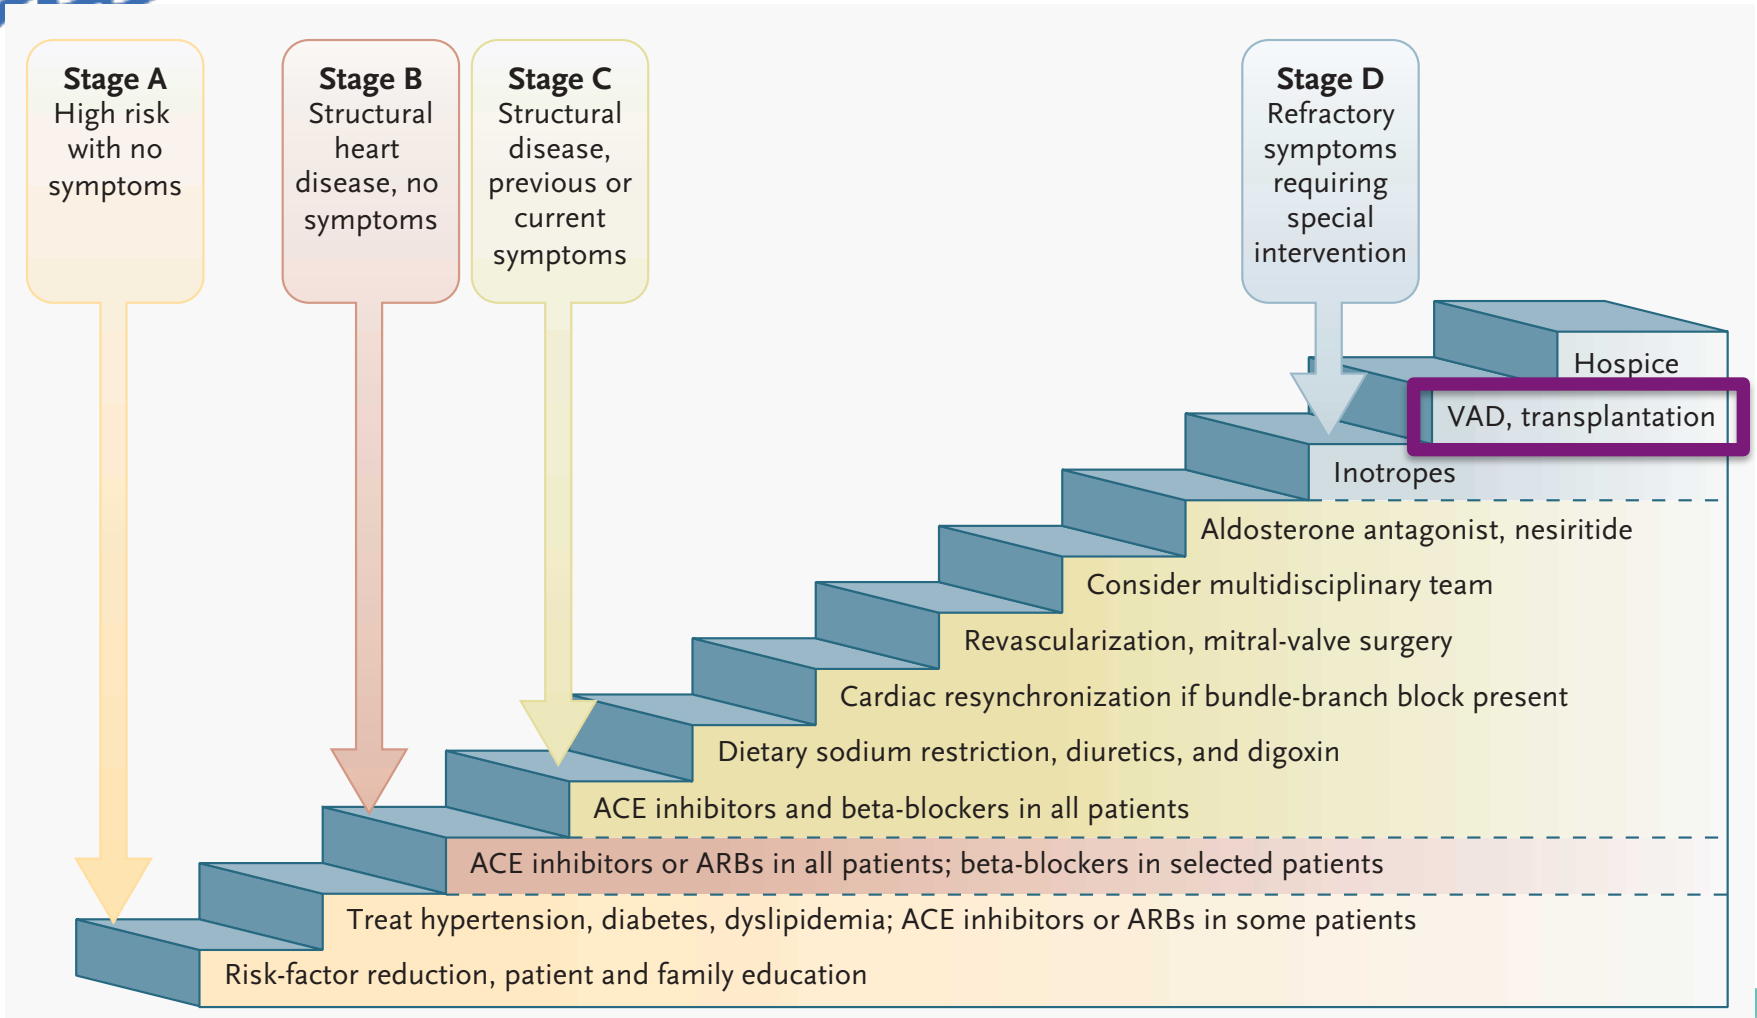 Stage A
High risk
with no
symptoms
Stage B
Structural
heart
disease, no
symptoms
Stage C
Structural
disease,
previous or
current
symptoms
Stage D
Refractory
symptoms
requiring
special
intervention
Hospice
VAD, transplantation
Inotropes
Aldosterone antagonist, nesiritide
Consider multidisciplinary team
Revascularization, mitral-valve surgery
Cardiac resynchronization if bundle-branch block present
Dietary sodium restriction, diuretics, and digoxin
ACE inhibitors and beta-blockers in all patients
ACE inhibitors or ARBs in all patients; beta-blockers in selected patients
Treat hypertension, diabetes, dyslipidemia; ACE inhibitors or ARBs in some patients
Risk-factor reduction, patient and family education